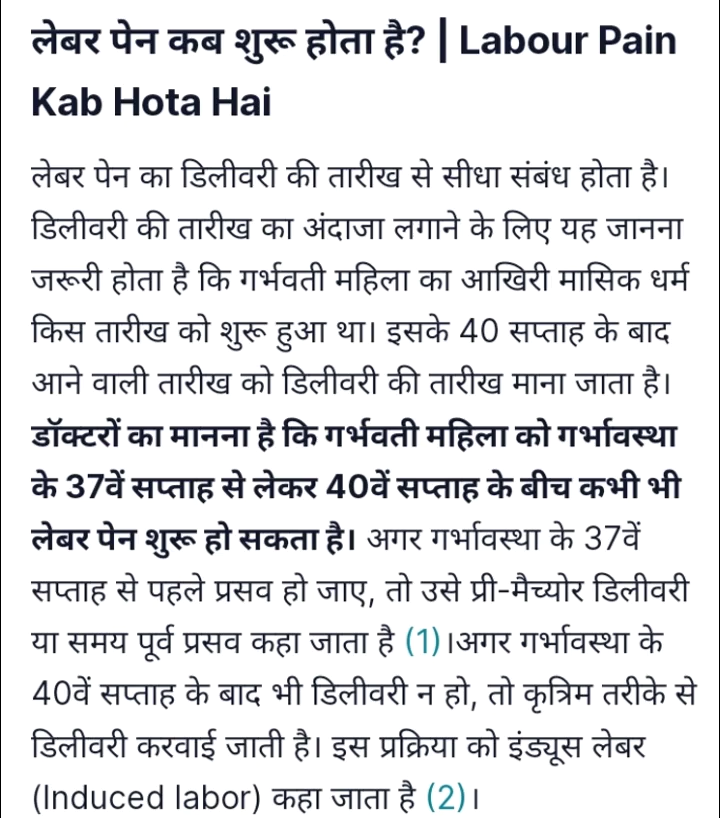 लेबर पेन कब शुरू होता है? | Labour Pain
Kab Hota Hai
लेबर पेन का डिलीवरी की तारीख से सीधा संबंध होता है।
डिलीवरी की तारीख का अंदाजा लगाने के लिए यह जानना
जरूरी होता है कि गर्भवती महिला का आखिरी मासिक धर्म
किस तारीख को शुरू हुआ था। इसके 40 सप्ताह के बाद
आने वाली तारीख को डिलीवरी की तारीख माना जाता है।
डॉक्टरों का मानना है कि गर्भवती महिला को गर्भावस्था
के 37वें सप्ताह से लेकर 40वें सप्ताह के बीच कभी भी
लेबर पेन शुरू हो सकता है। अगर गर्भावस्था के 37वें
सप्ताह से पहले प्रसव हो जाए, तो उसे प्री-मैच्योर डिलीवरी
या समय पूर्व प्रसव कहा जाता है (1)।अगर गर्भावस्था के
40वें सप्ताह के बाद भी डिलीवरी न हो, तो कृत्रिम तरीके से
डिलीवरी करवाई जाती है। इस प्रक्रिया को इंड्यूस लेबर
(Induced labor) कहा जाता है (2)।